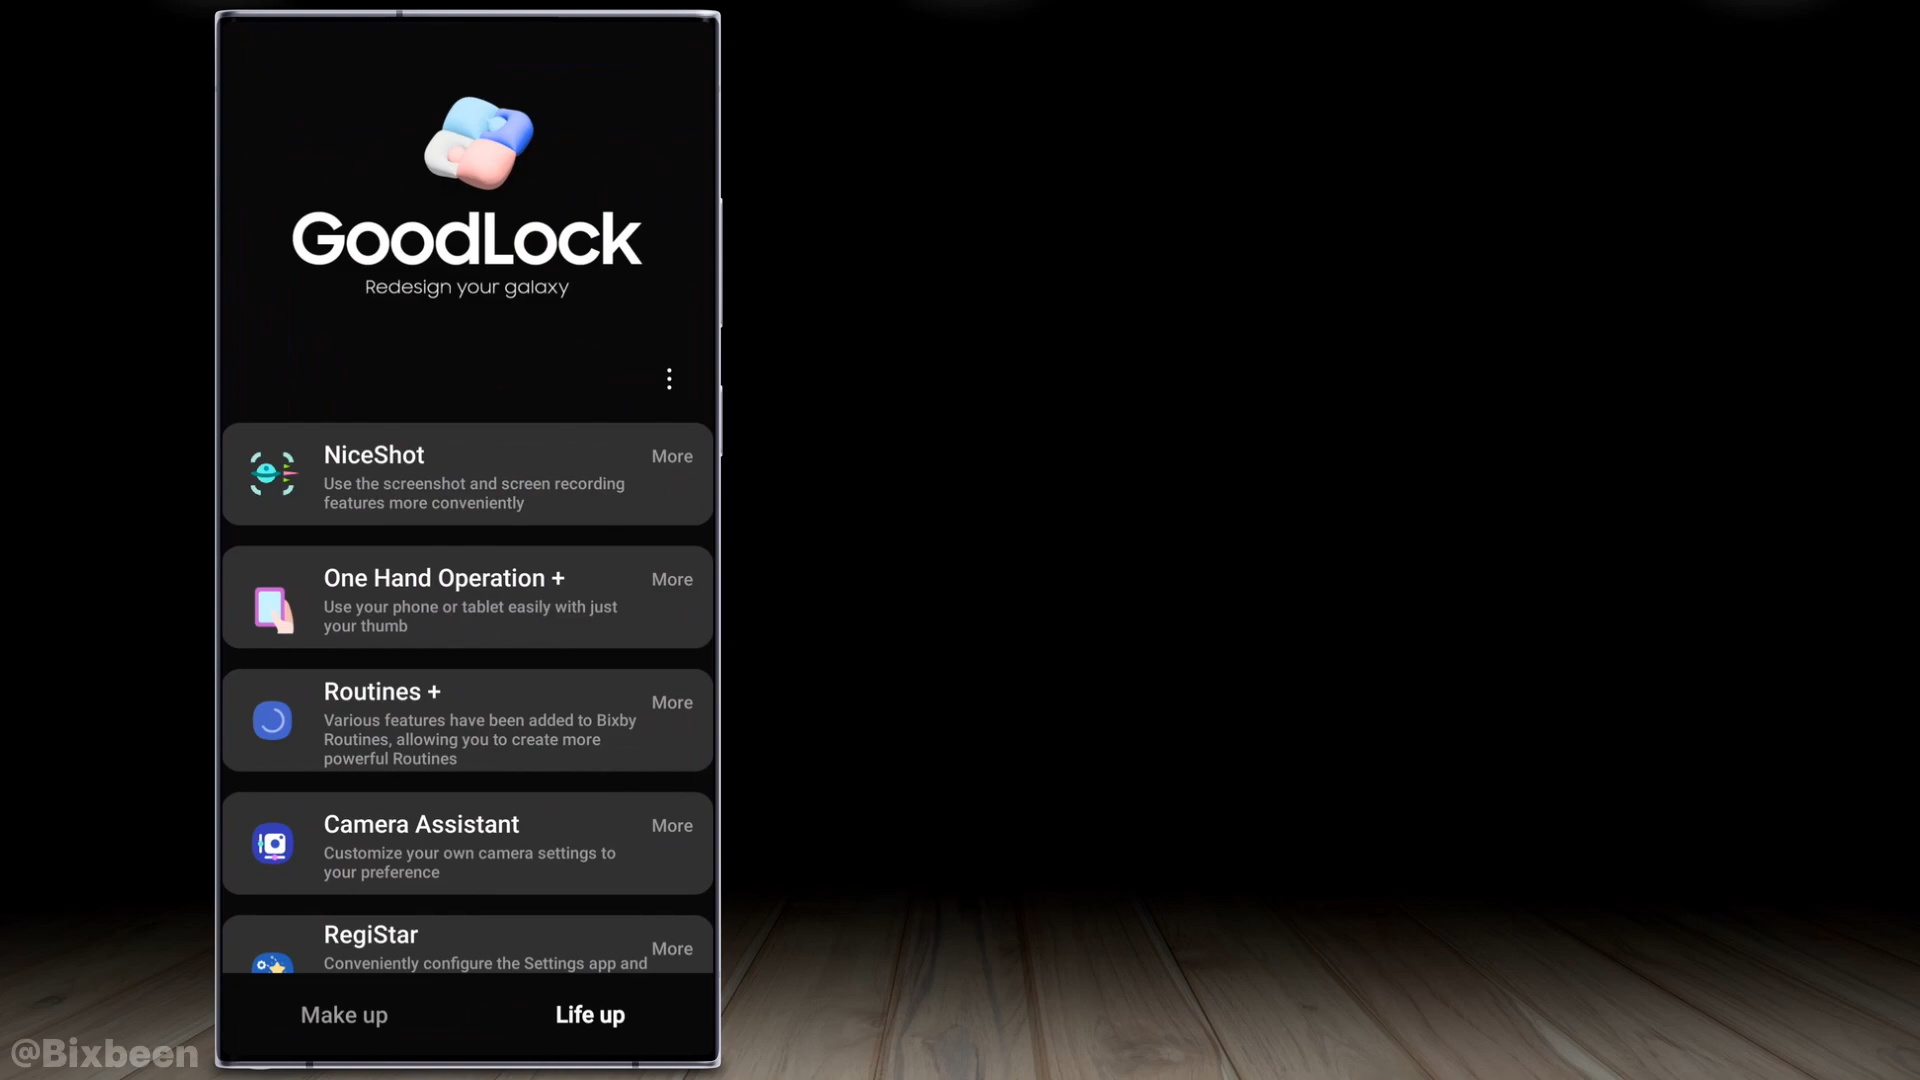 GoodLock
Redesign your galaxy
NiceShot
More
Use the screenshot and screen recording
features more conveniently
One Hand Operation +
More
Use your phone or tablet easily with just
your thumb
Routines +
More
Various features have been added to Bixby
Routines, allowing you to create more
powerful Routines
Camera Assistant
More
Customize your own camera settings to
your preference
RegiStar
More
Conveniently configure the Settings app and
Make up
Life up
@Bixbeen